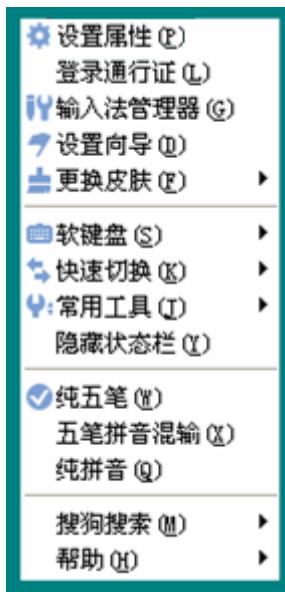 设置属性(P)
登录通行证(L)
输入法管理器(G)
设置向导(D)
更换皮肤(F)
软键盘(S)
快速切换(K)
常用工具(T)
隐藏状态栏(Y)
纯五笔(W)
五笔拼音混输(X)
纯拼音(Q)
搜狗搜索(M)
帮助(H)